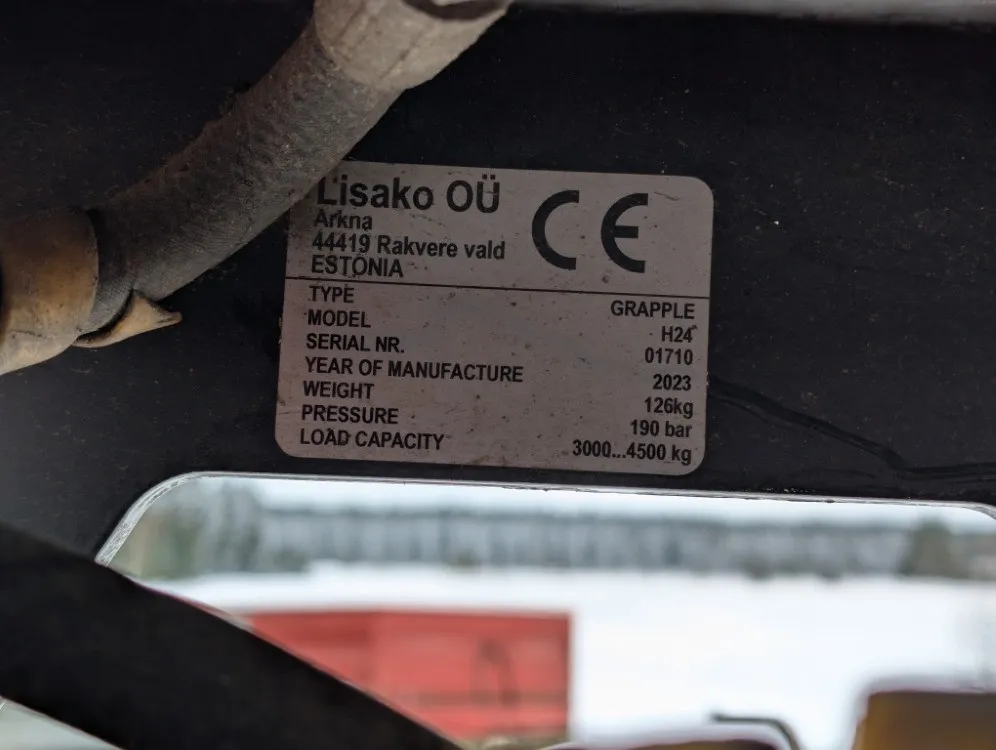 Lisako OÜ
Arkna
44419 Rakvere vald
ESTONIA
CE
TYPE GRAPPLE
MODEL H24
SERIAL NR. 01710
YEAR OF MANUFACTURE 2023
WEIGHT 126kg
PRESSURE 190 bar
LOAD CAPACITY 3000...4500 kg